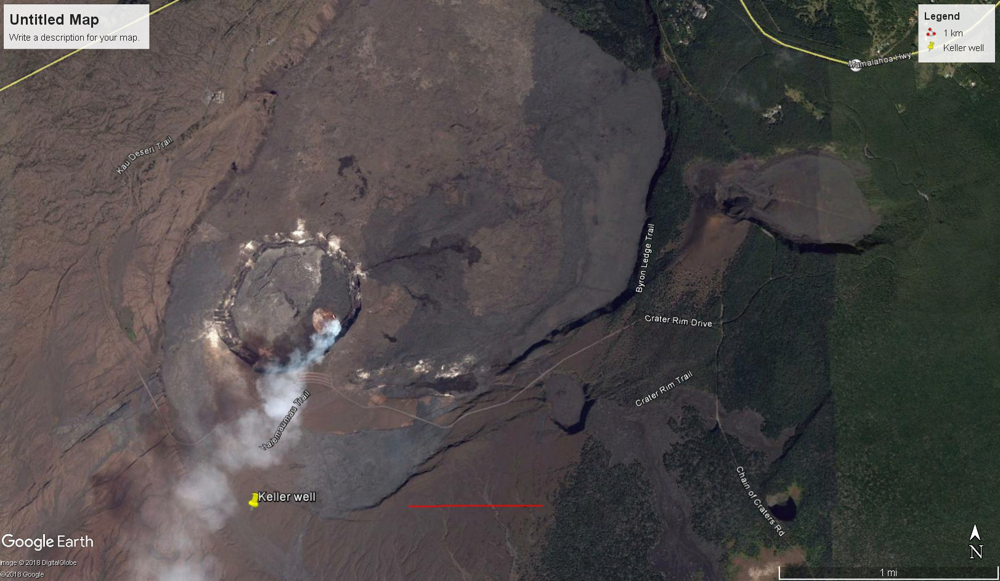 Untitled Map
Write a description for your map.
Legend
1 km
Keller well
Mamalahoa Hwy
Kau Desert Trail
Byron Ledge Trail
Crater Rim Drive
Crater Rim Trail
Halemaumau Trail
Chain of Craters Rd
Keller well
Google Earth
Image © 2018 DigitalGlobe
© 2018 Google
N
1 mi